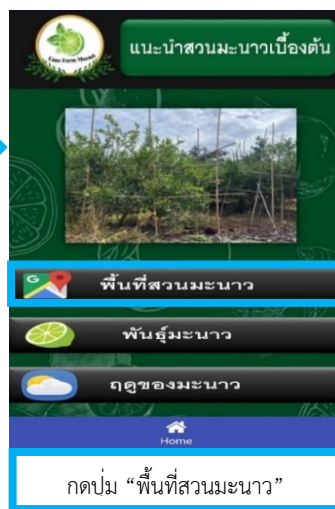 แนะนำสวนมะนาวเบื้องต้น
พื้นที่สวนมะนาว
พันธุ์มะนาว
ฤดูของมะนาว
Home
กดปุ่ม “พื้นที่สวนมะนาว”